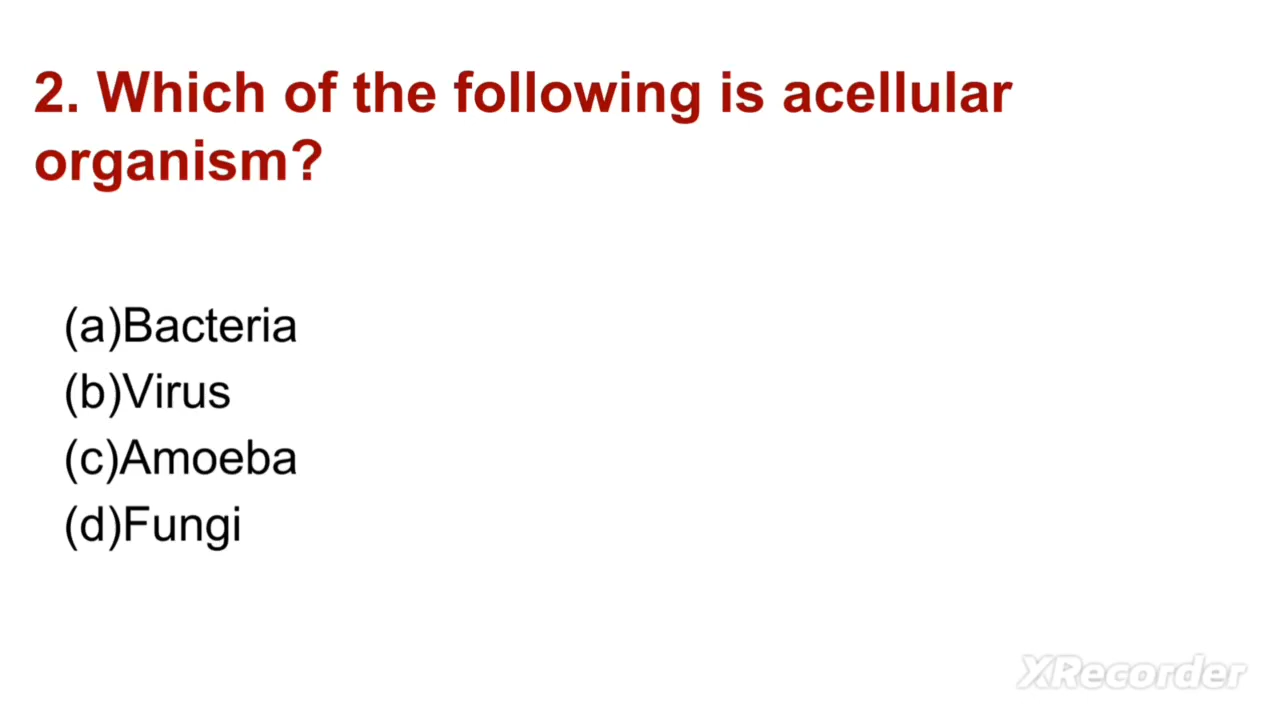 2. Which of the following is acellular
organism?
(a)Bacteria
(b)Virus
(c)Amoeba
(d)Fungi
XRecorder